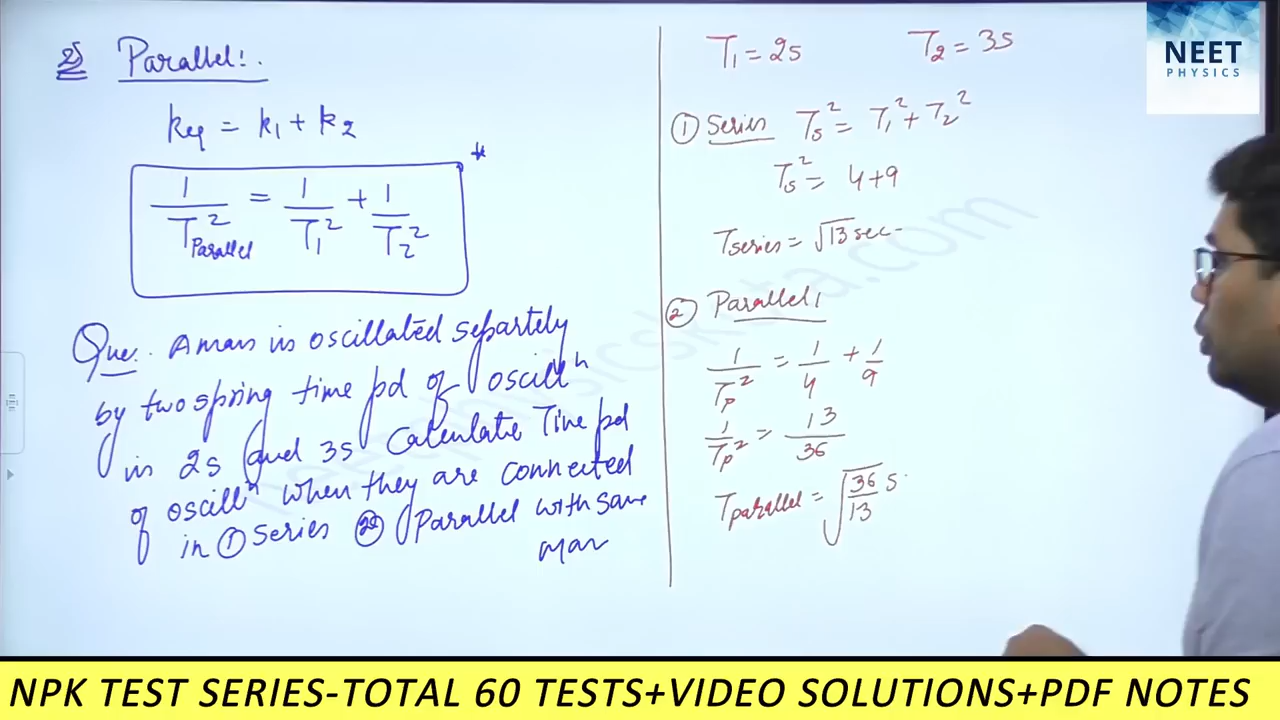 2) Parallel:.
keq = k1 + k2
*
1/T²Parallel = 1/T1² + 1/T2²
Que. A mass is oscillated separtely
by two spring time pd of oscillⁿ
is 2s and 3s Calculate Time pd
of oscillⁿ when they are connected
in ① Series ② Parallel with same
mass
T1 = 2s T2 = 3s
① Series Ts² = T1² + T2²
Ts² = 4+9
Tseries = √13 sec.
② Parallel:
1/Tp² = 1/4 + 1/9
1/Tp² = 13/36
Tparallel = √36/13 s.
NEET
PHYSICS
NPK TEST SERIES-TOTAL 60 TESTS+VIDEO SOLUTIONS+PDF NOTES